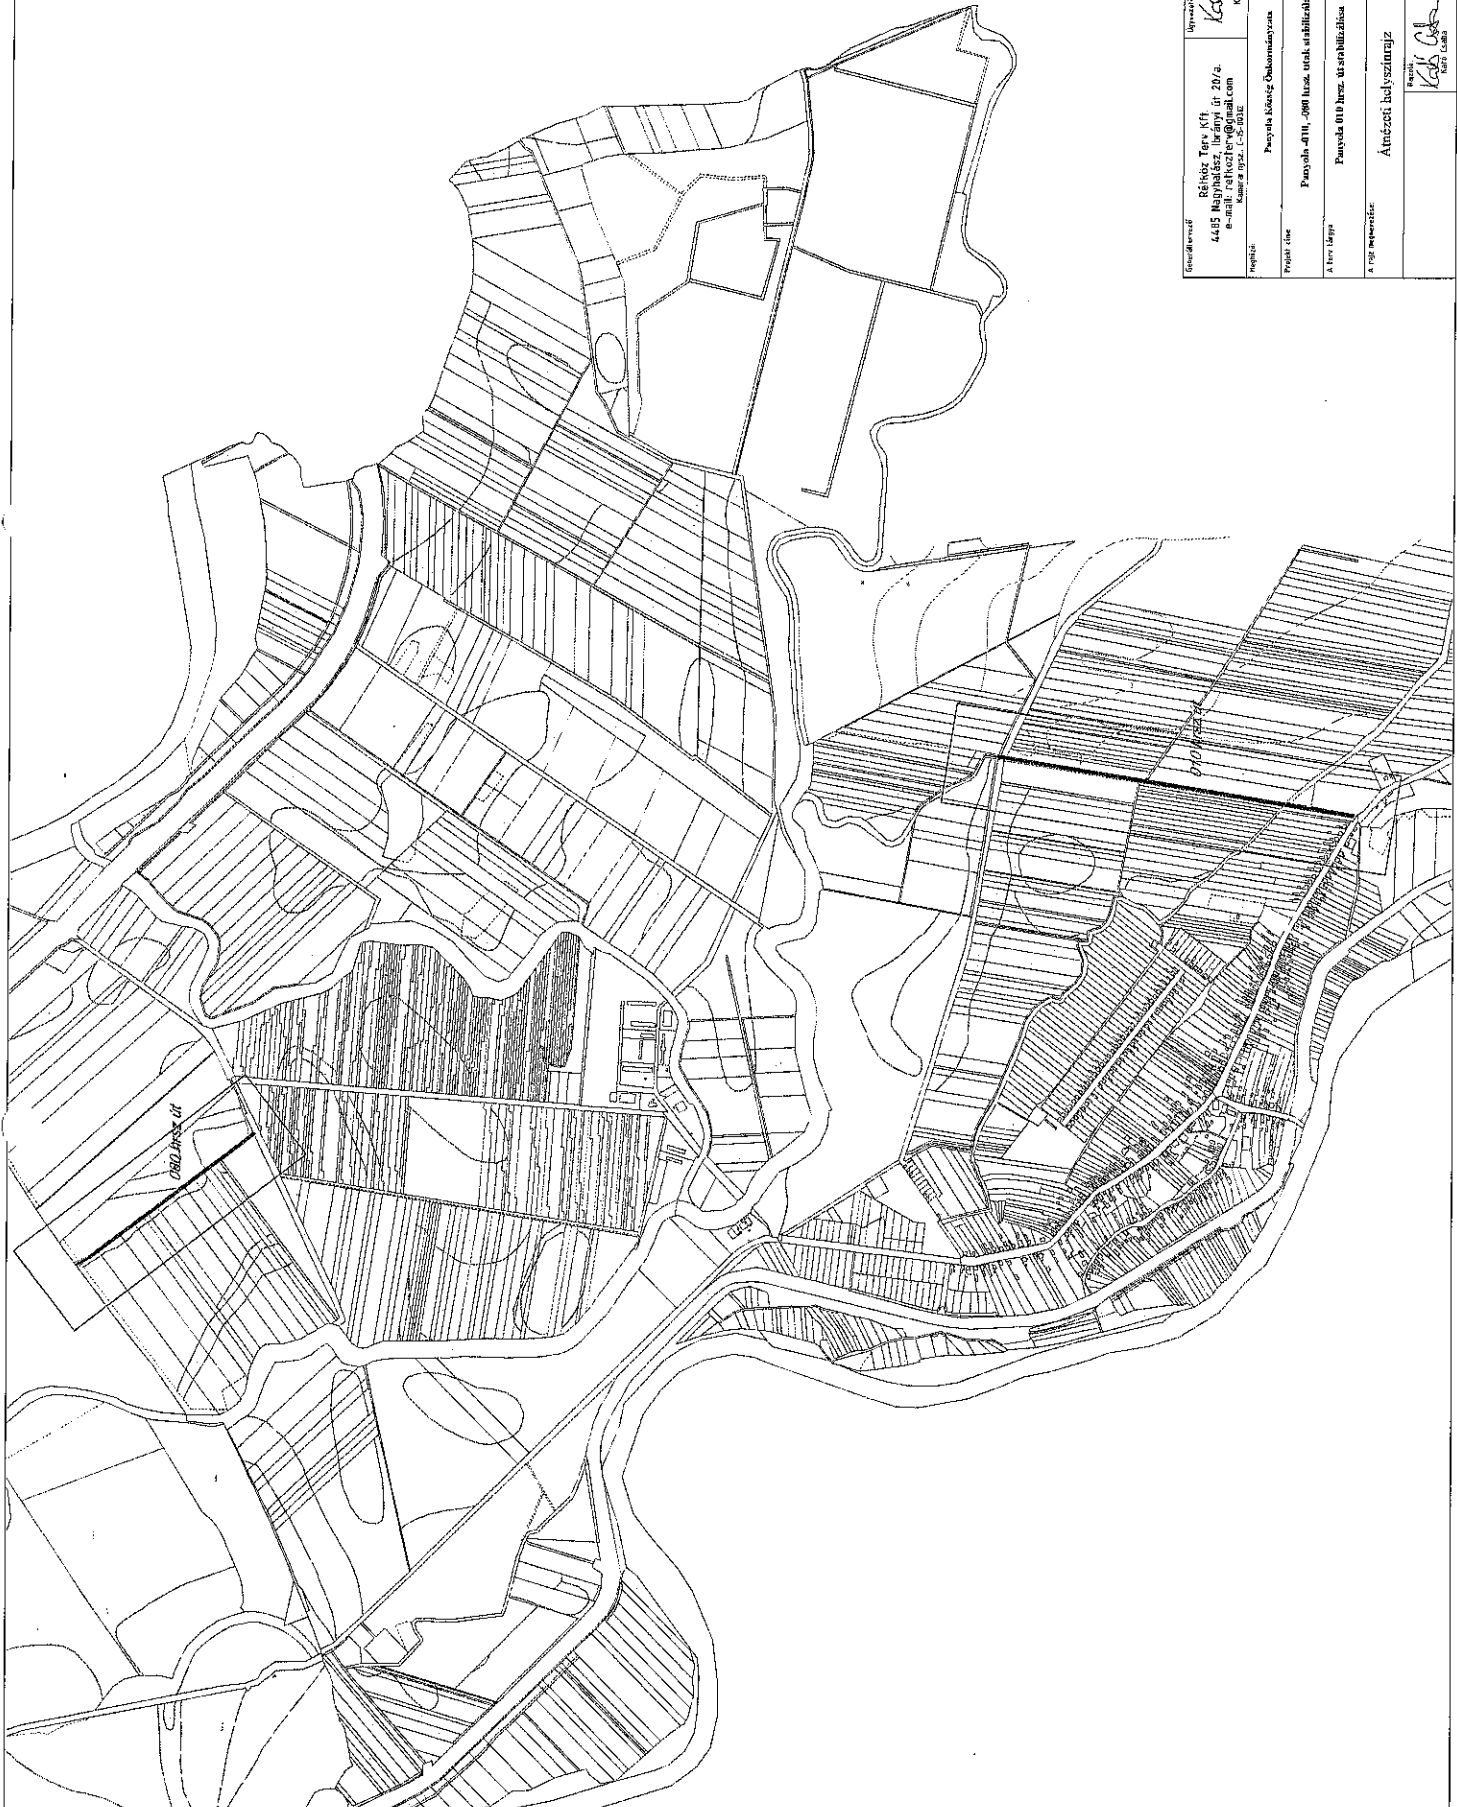 Generáltervező
Rétköz Terv Kft.
4485 Nagyhalász, Ibrányi út 20/a.
e-mail: retkozterv@gmail.com
Megbízó:
Panyola Község Önkormányzata
Projekt címe
Panyola -010, -080 hrsz. utak
A terv tárgya
Panyola 010 hrsz. út stabilizálása
A rajz megnevezése:
Átnézeti helyszínrajz
Kató Csaba
080 hrsz út
010 hrsz út